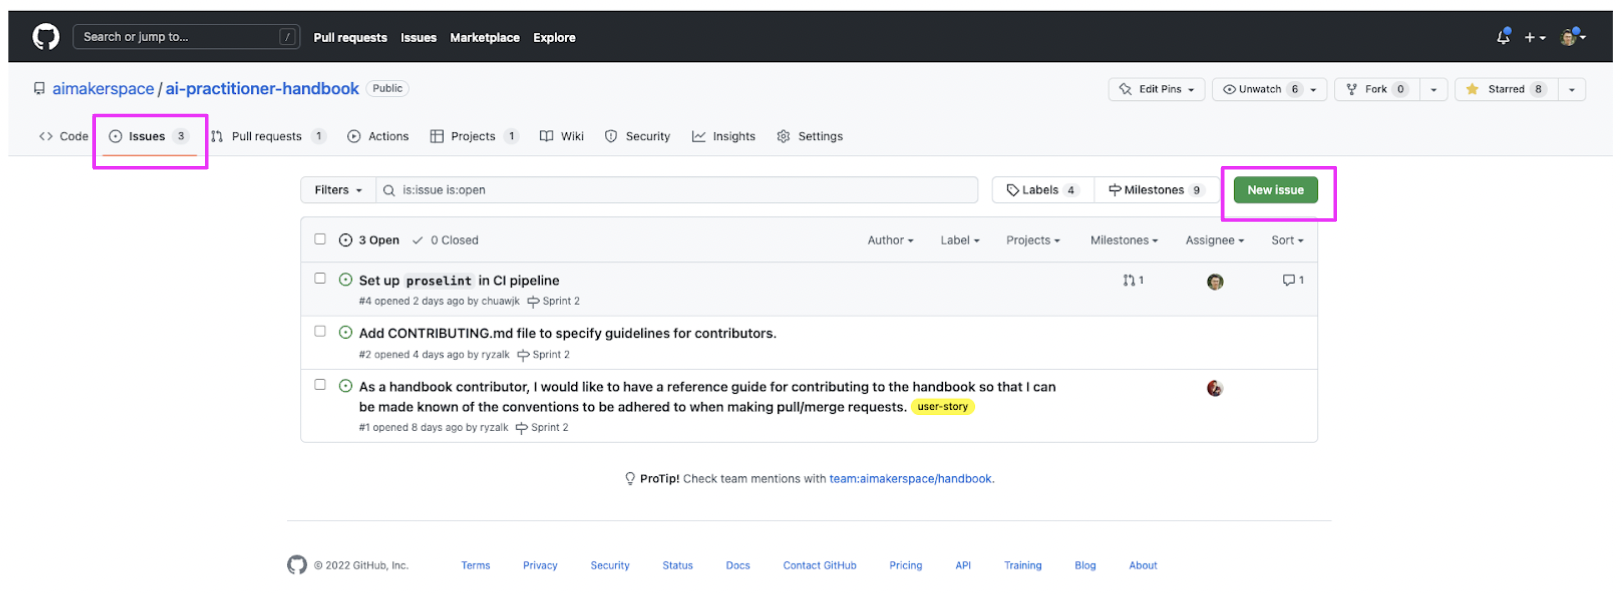 Search or jump to... /
Pull requests Issues Marketplace Explore
aimakerspace / ai-practitioner-handbook Public
Edit Pins Unwatch 6 Fork 0 Starred 8
Code Issues 3 Pull requests 1 Actions Projects 1 Wiki Security Insights Settings
Filters is:issue is:open Labels 4 Milestones 9 New issue
3 Open 0 Closed Author Label Projects Milestones Assignee Sort
Set up proselint in CI pipeline 1 1
#4 opened 2 days ago by chuawjk Sprint 2
Add CONTRIBUTING.md file to specify guidelines for contributors.
#2 opened 4 days ago by ryzalk Sprint 2
As a handbook contributor, I would like to have a reference guide for contributing to the handbook so that I can
be made known of the conventions to be adhered to when making pull/merge requests. user-story
#1 opened 8 days ago by ryzalk Sprint 2
ProTip! Check team mentions with team:aimakerspace/handbook.
© 2022 GitHub, Inc. Terms Privacy Security Status Docs Contact GitHub Pricing API Training Blog About